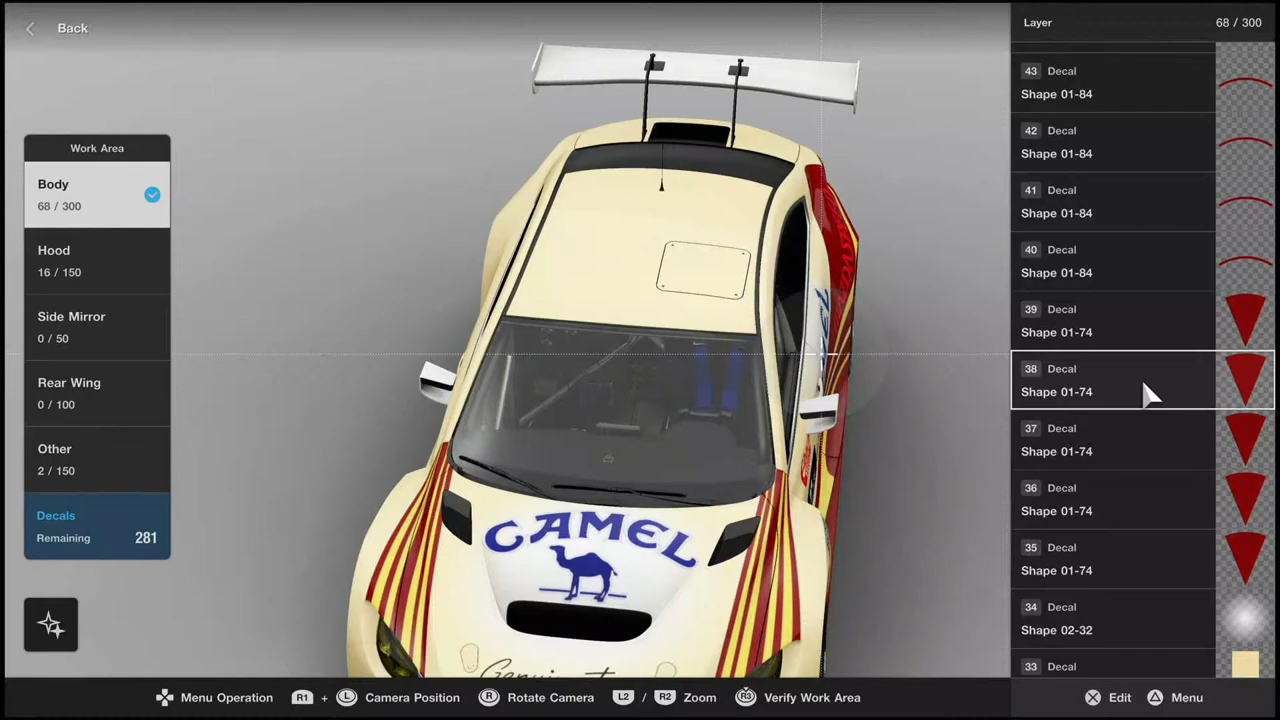 Back
Layer
68 / 300
Work Area
Body
68 / 300
Hood
16 / 150
Side Mirror
0 / 50
Rear Wing
0 / 100
Other
2 / 150
Decals
Remaining
281
43 Decal
Shape 01-84
42 Decal
Shape 01-84
41 Decal
Shape 01-84
40 Decal
Shape 01-84
39 Decal
Shape 01-74
38 Decal
Shape 01-74
37 Decal
Shape 01-74
36 Decal
Shape 01-74
35 Decal
Shape 01-74
34 Decal
Shape 02-32
33 Decal
CAMEL
Menu Operation
R1 + L Camera Position
R Rotate Camera
L2 / R2 Zoom
R3 Verify Work Area
Edit
Menu